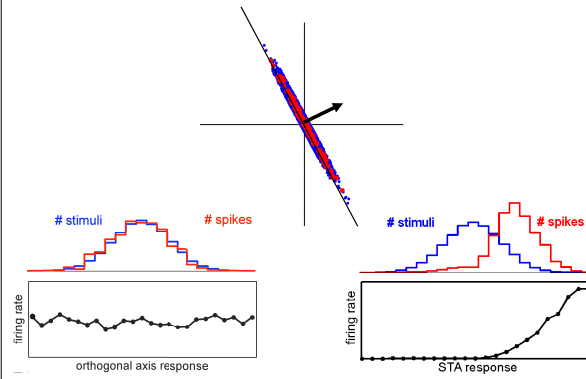 # stimuli
# spikes
firing rate
orthogonal axis response
# stimuli
# spikes
firing rate
STA response